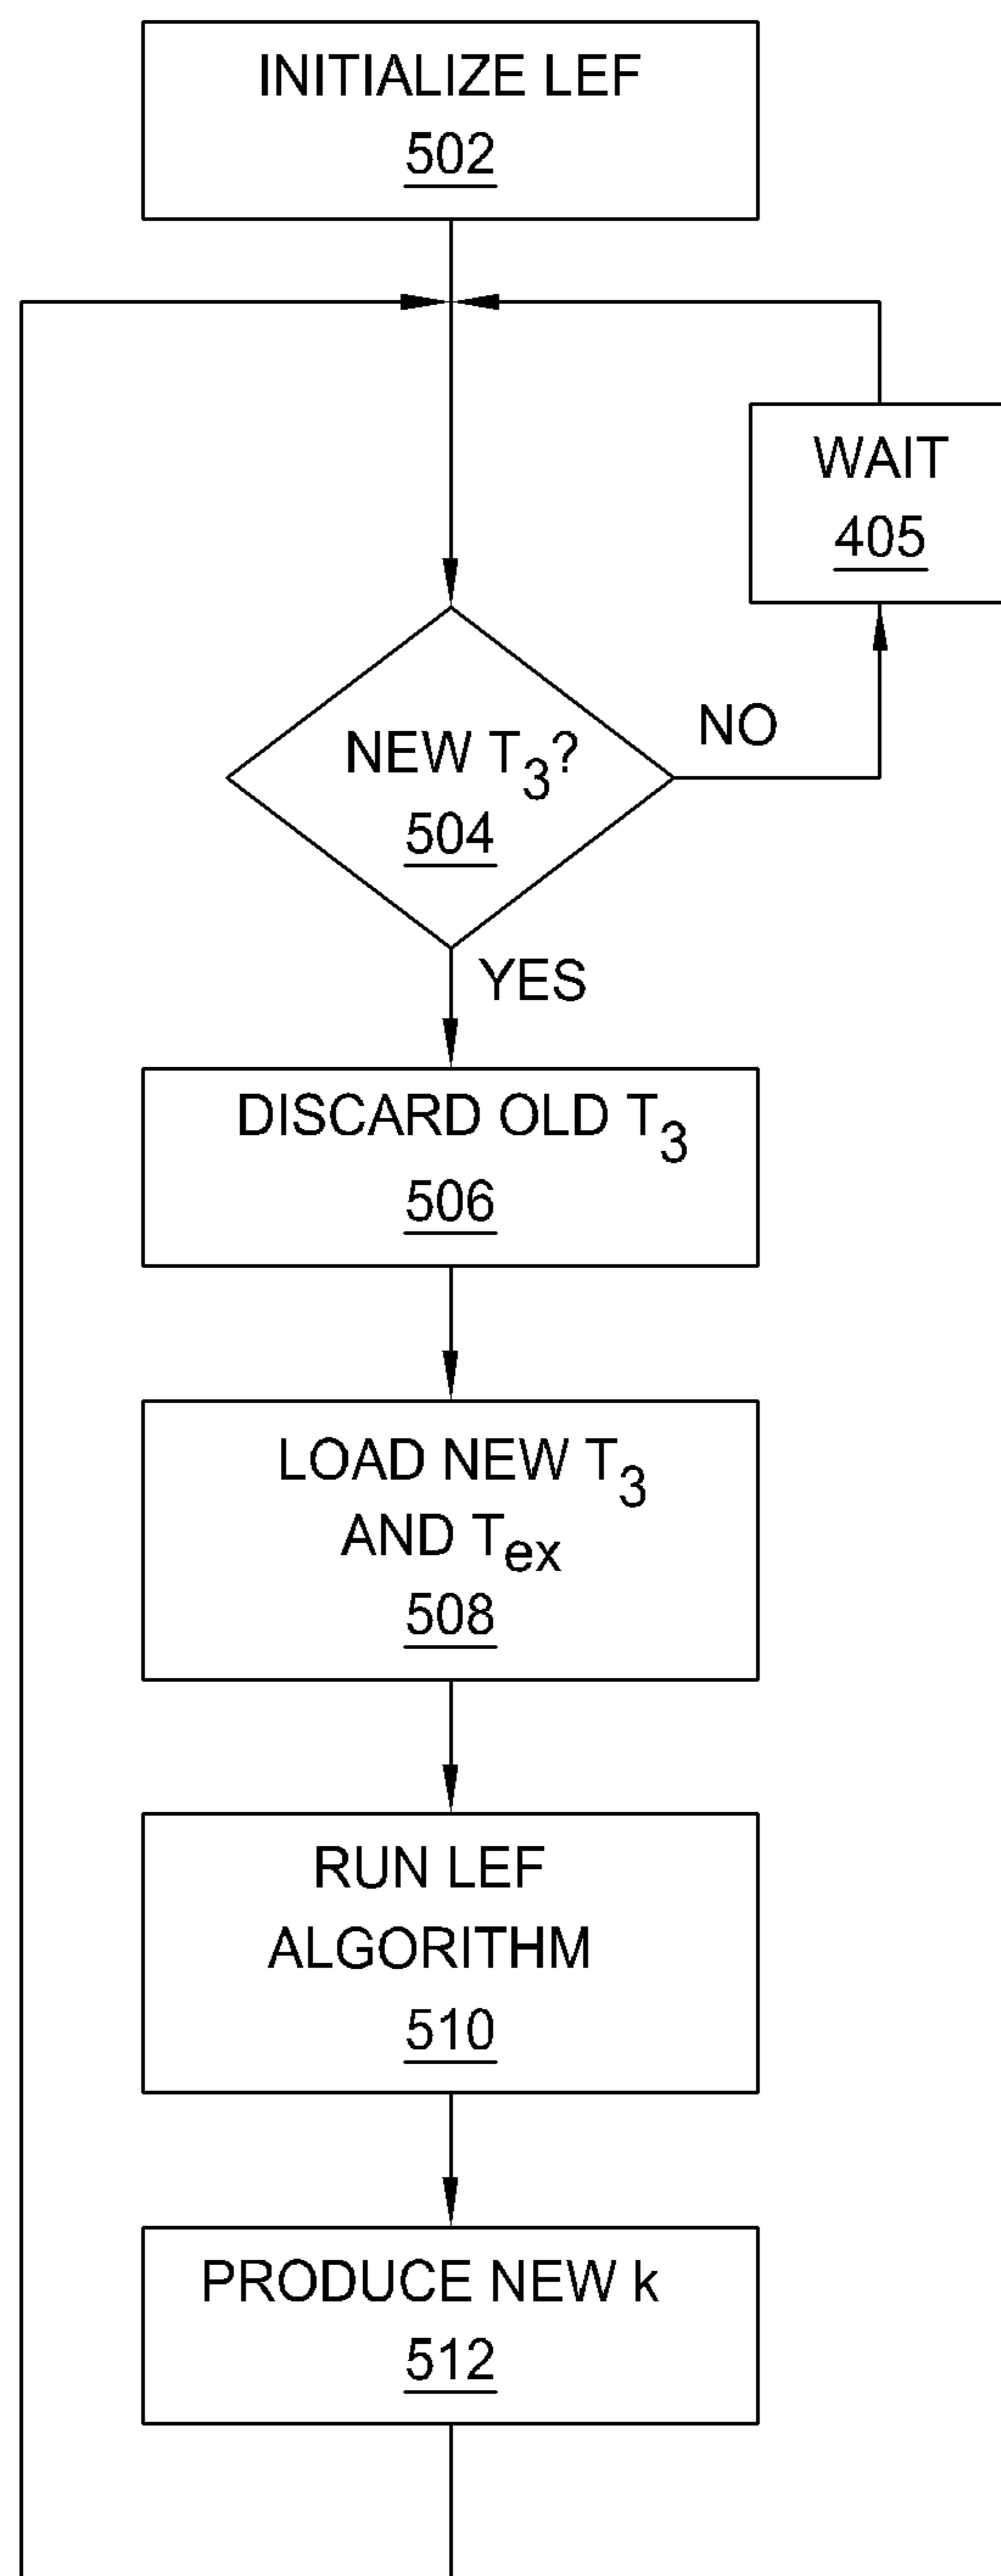 INITIALIZE LEF
502
WAIT
405
NO
NEW T3?
504
YES
DISCARD OLD T3
506
LOAD NEW T3
AND Tex
508
RUN LEF
ALGORITHM
510
PRODUCE NEW k
512